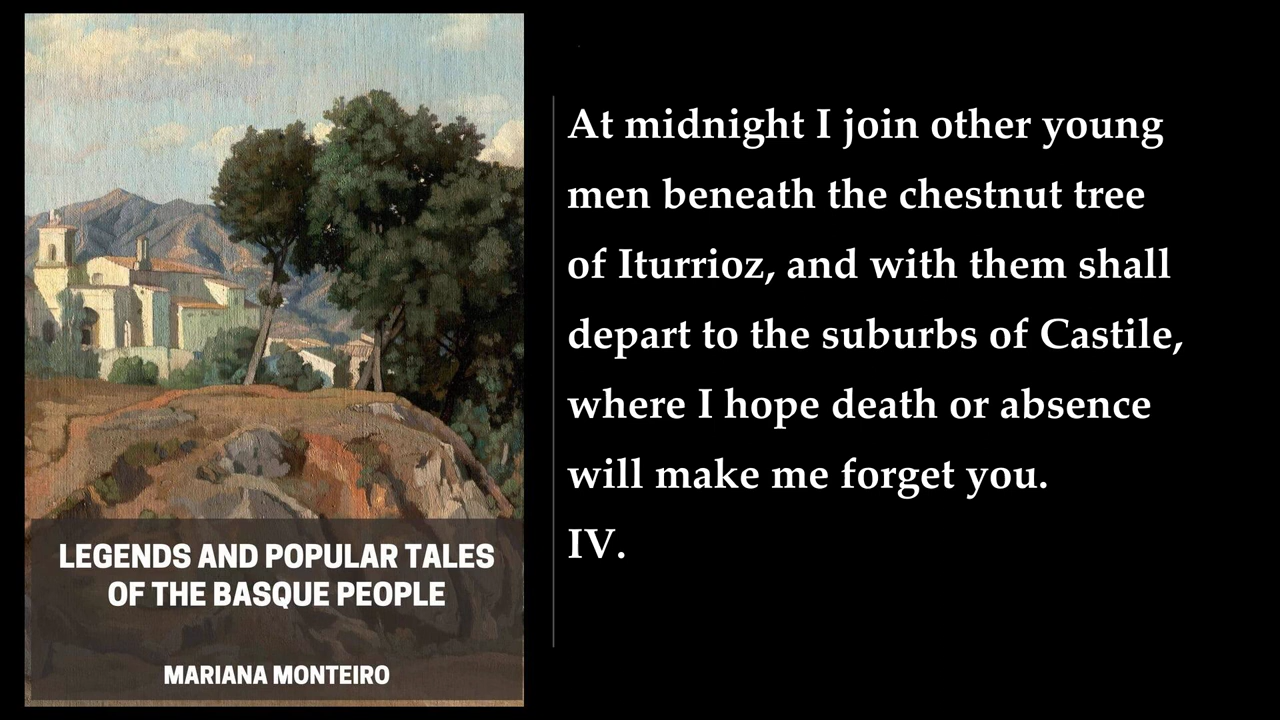 LEGENDS AND POPULAR TALES
OF THE BASQUE PEOPLE
MARIANA MONTEIRO
At midnight I join other young
men beneath the chestnut tree
of Iturrioz, and with them shall
depart to the suburbs of Castile,
where I hope death or absence
will make me forget you.
IV.